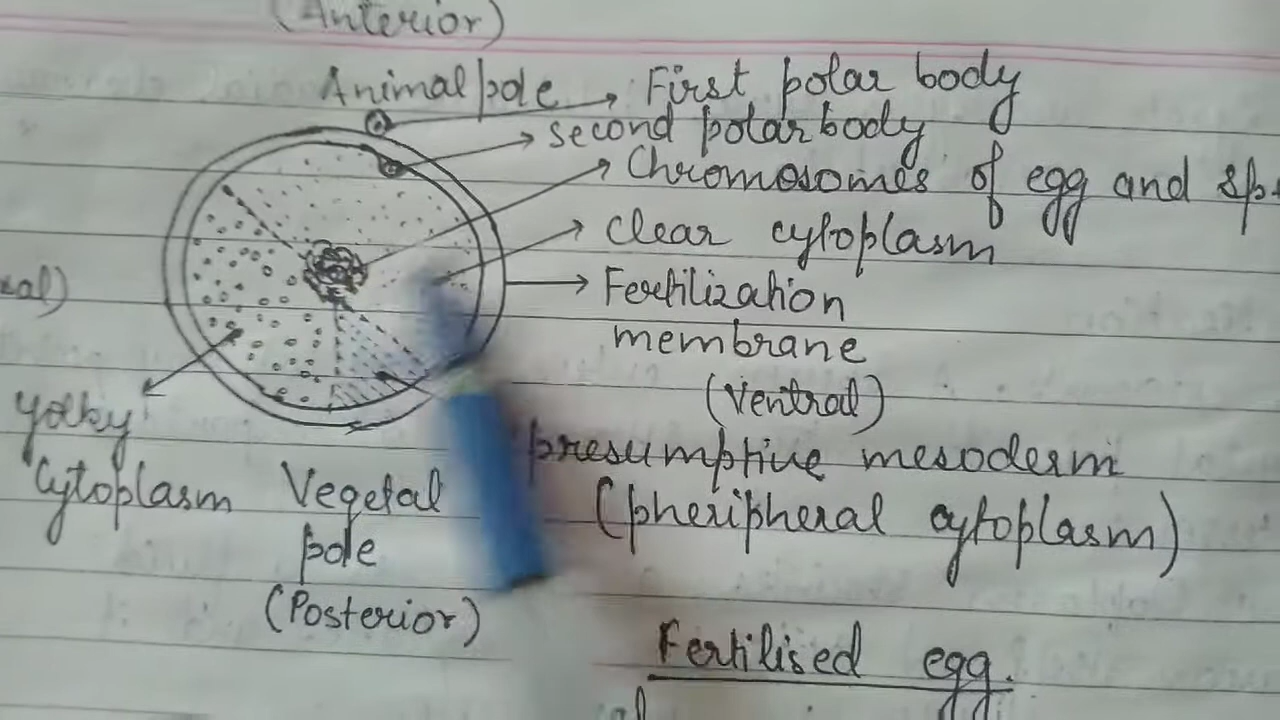 (Anterior)
Animal pole
First polar body
second polar body
Chromosomes of egg and
clear cytoplasm
Fertilization
membrane
(Ventral)
yolky
Cytoplasm
Vegetal
pole
(Posterior)
presumptive mesoderm
(pheripheral cytoplasm)
Fertilised egg.